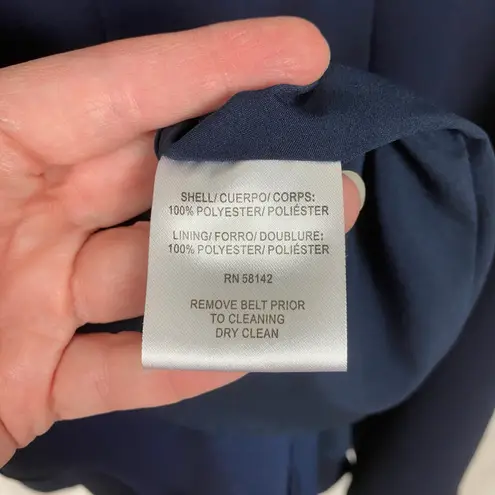 SHELL/ CUERPO/ CORPS:
100% POLYESTER/ POLIÉSTER
LINING/ FORRO/ DOUBLURE:
100% POLYESTER/ POLIÉSTER
RN 58142
REMOVE BELT PRIOR
TO CLEANING
DRY CLEAN